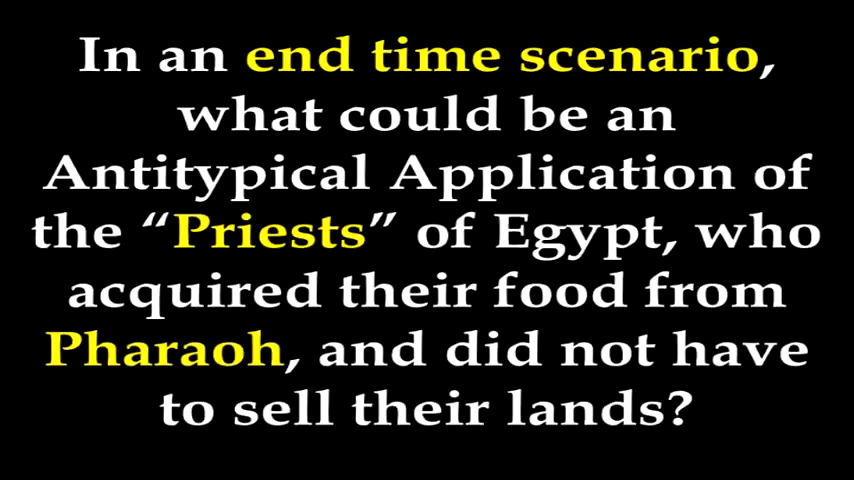 In an end time scenario,
what could be an
Antitypical Application of
the “Priests” of Egypt, who
acquired their food from
Pharaoh, and did not have
to sell their lands?